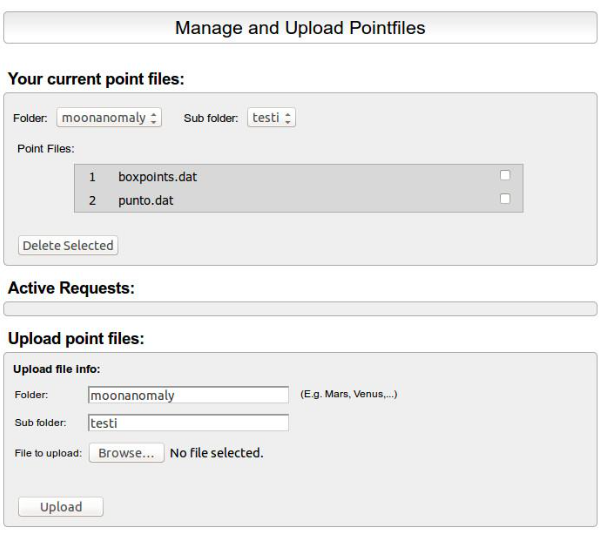 Manage and Upload Pointfiles
Your current point files:
Folder: moonanomaly Sub folder: testi
Point Files:
1 boxpoints.dat
2 punto.dat
Delete Selected
Active Requests:
Upload point files:
Upload file info:
Folder: moonanomaly (E.g. Mars, Venus,...)
Sub folder: testi
File to upload: Browse... No file selected.
Upload